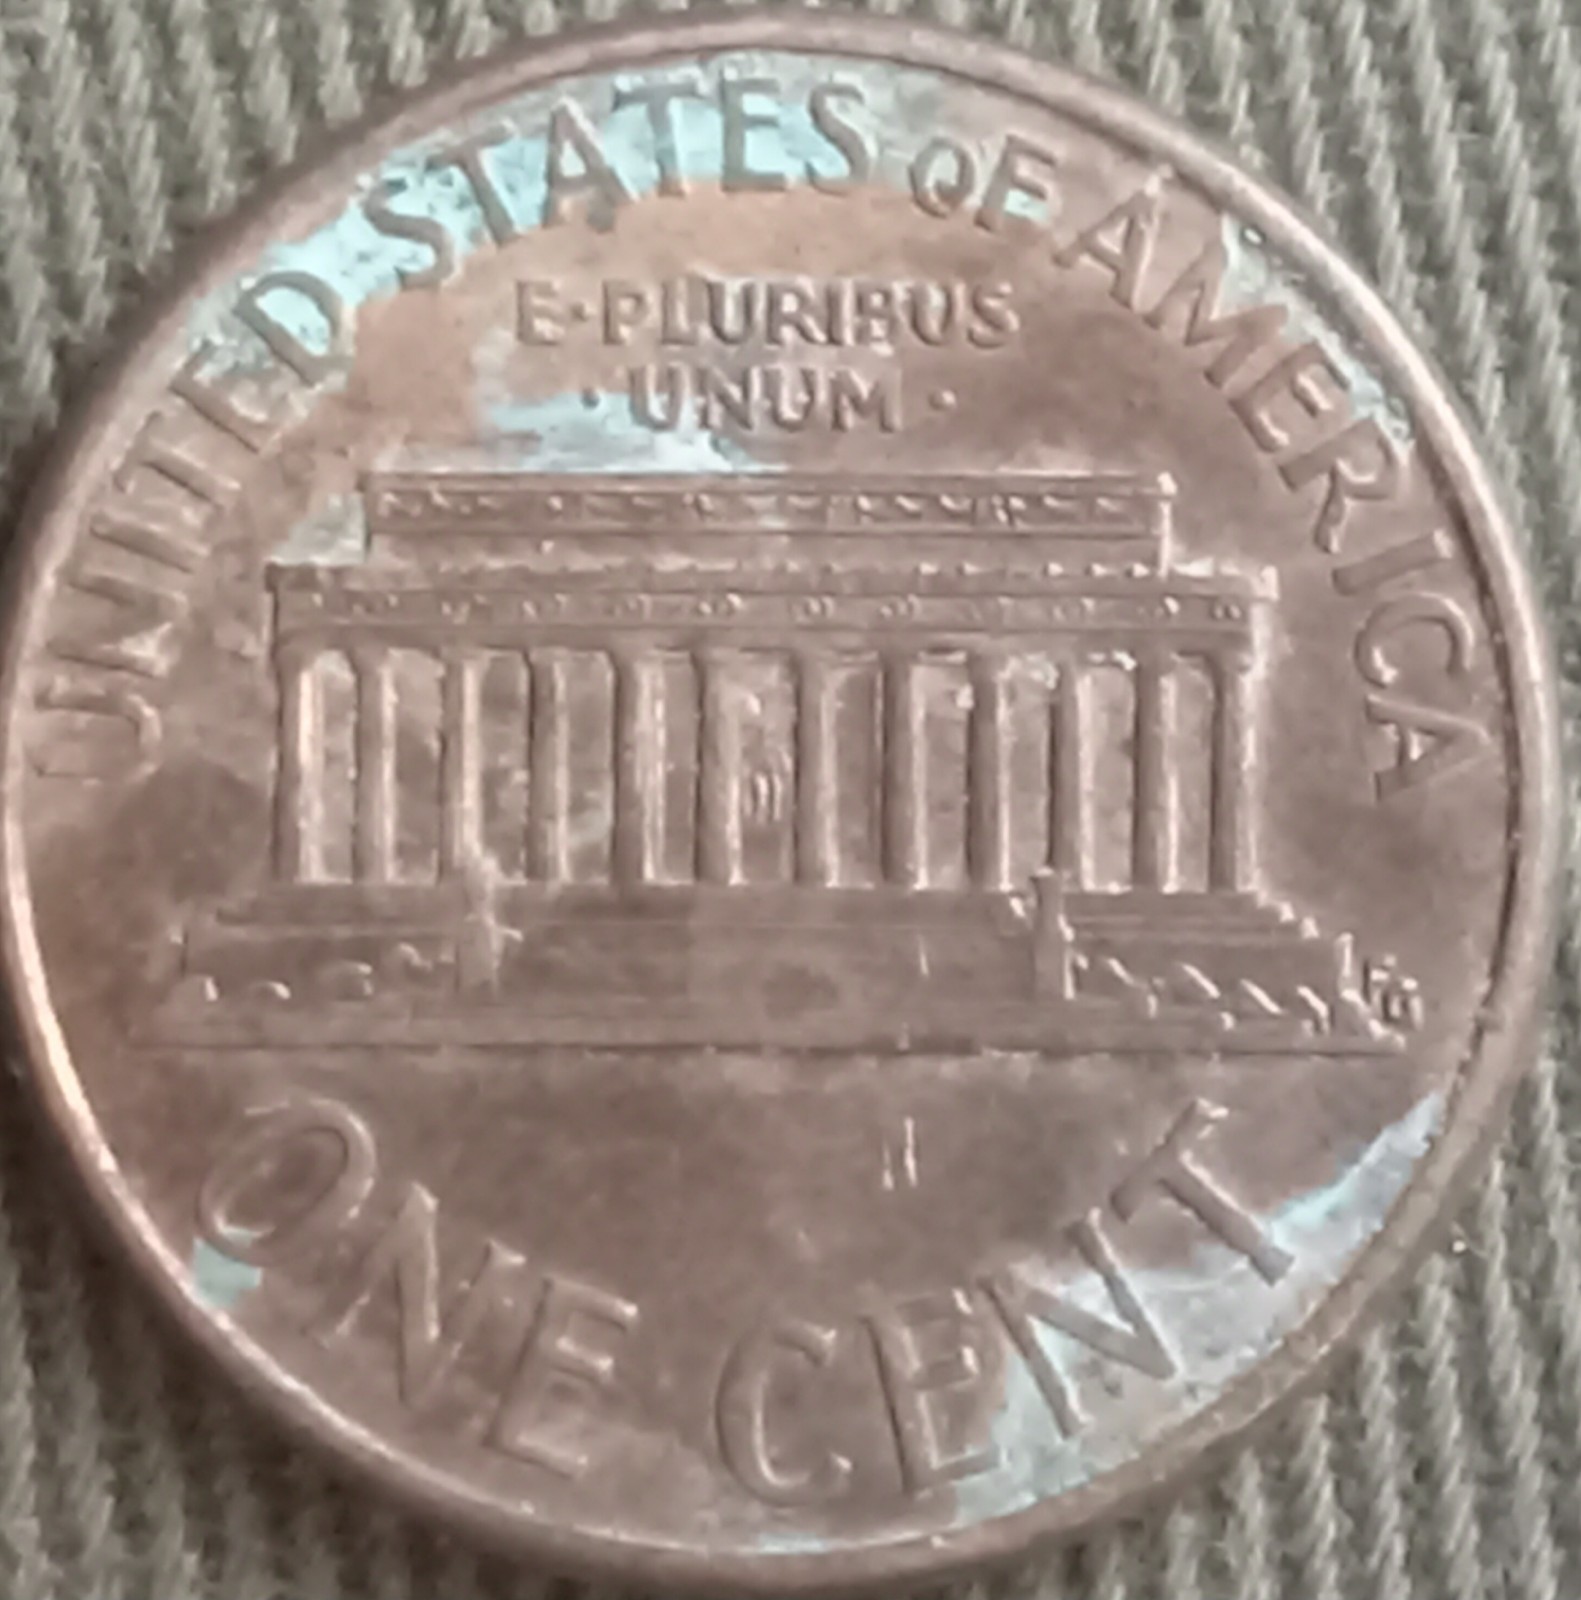 UNITED STATES OF AMERICA
E·PLURIBUS
·UNUM·
ONE CENT